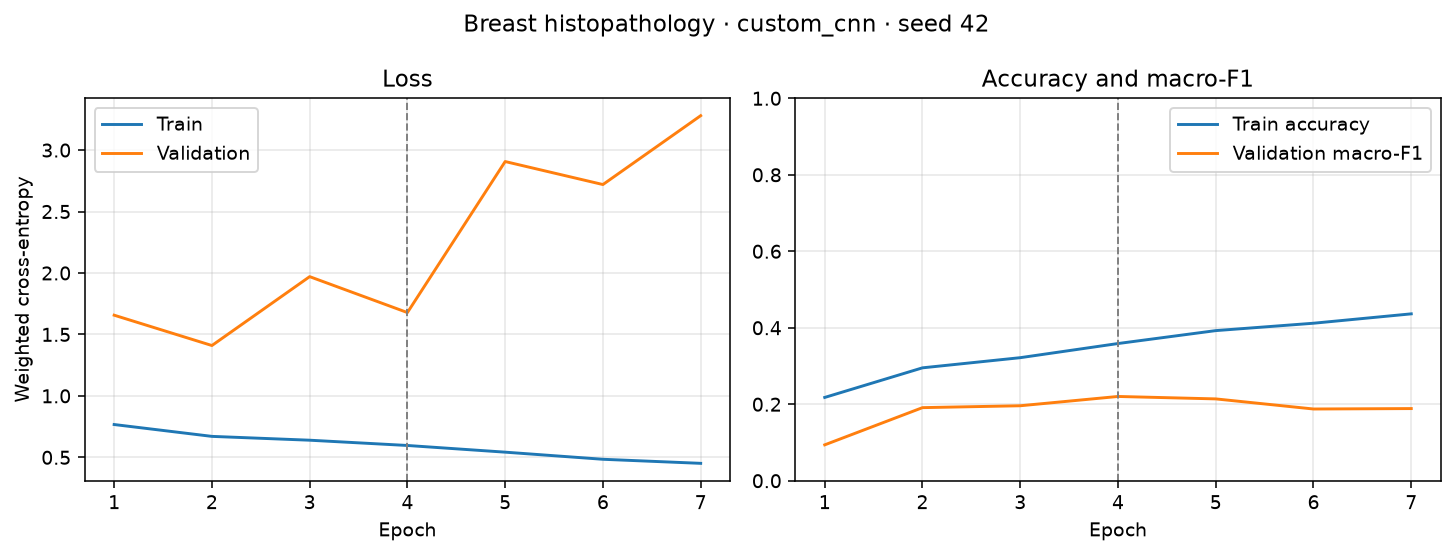 Breast histopathology · custom_cnn · seed 42
Loss
Train
Validation
Weighted cross-entropy
3.0
2.5
2.0
1.5
1.0
0.5
1 2 3 4 5 6 7
Epoch
Accuracy and macro-F1
Train accuracy
Validation macro-F1
1.0
0.8
0.6
0.4
0.2
0.0
1 2 3 4 5 6 7
Epoch